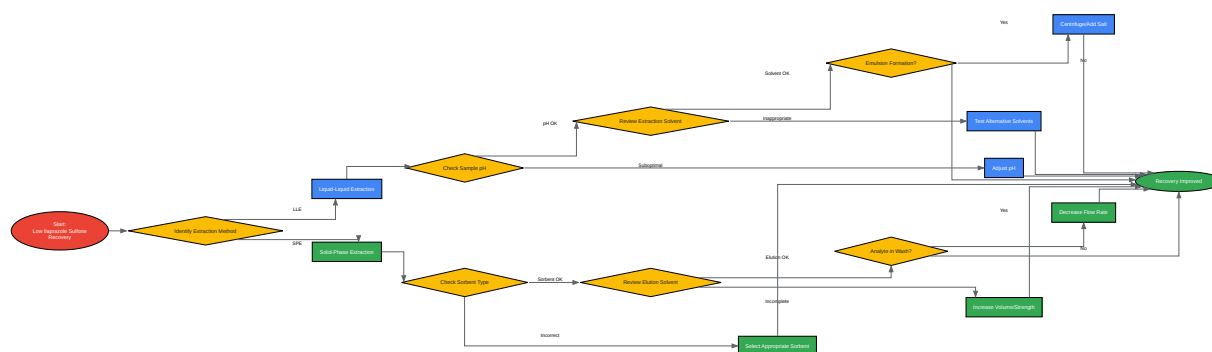 Start:
Low Ilaprazole Sulfone
Recovery
Identify Extraction Method
LLE
SPE
Liquid-Liquid Extraction
Solid-Phase Extraction
Check Sample pH
pH OK
Suboptimal
Review Extraction Solvent
Solvent OK
Inappropriate
Emulsion Formation?
Yes
No
Centrifuge/Add Salt
Test Alternative Solvents
Adjust pH
Recovery Improved
Check Sorbent Type
Sorbent OK
Incorrect
Review Elution Solvent
Elution OK
Incomplete
Analyte in Wash?
Yes
No
Decrease Flow Rate
Increase Volume/Strength
Select Appropriate Sorbent